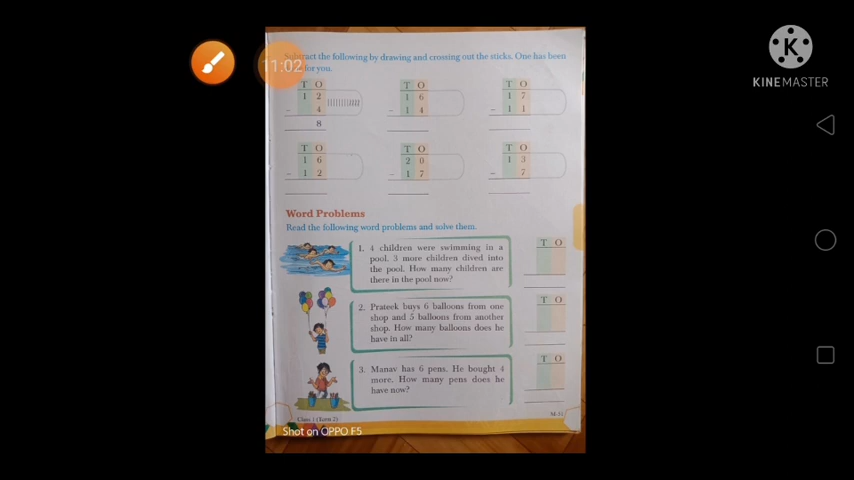 Subtract the following by drawing and crossing out the sticks. One has been
for you.
11:02
KINEMASTER
T O
1 2
- 4
8
T O
1 6
- 1 4
T O
1 7
- 1 1
T O
1 6
- 1 2
T O
2 0
- 1 7
T O
1 3
- 7
Word Problems
Read the following word problems and solve them.
1. 4 children were swimming in a
pool. 3 more children dived into
the pool. How many children are
there in the pool now?
T O
2. Prateek buys 6 balloons from one
shop and 5 balloons from another
shop. How many balloons does he
have in all?
T O
3. Manav has 6 pens. He bought 4
more. How many pens does he
have now?
T O
Class 1 (Term 2)
Shot on OPPO F5